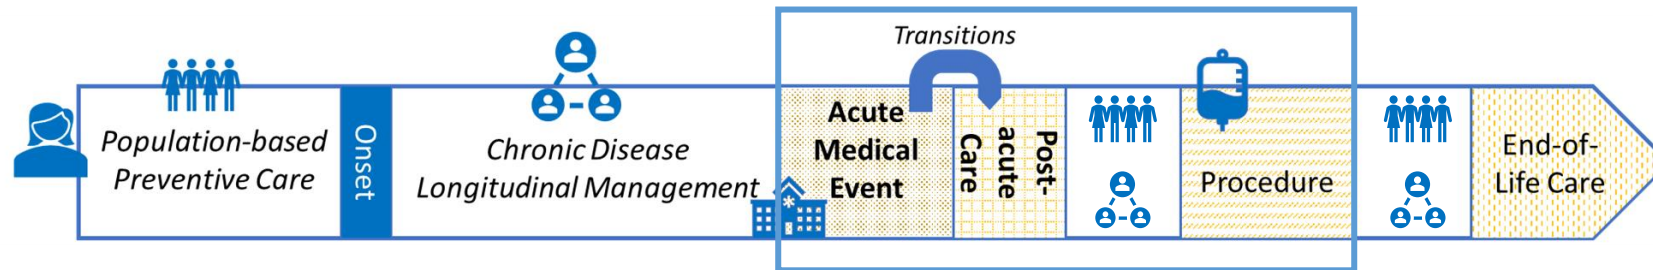 Population-based
Preventive Care
Onset
Chronic Disease
Longitudinal Management
Transitions
Acute
Medical
Event
Post-
acute
Care
Procedure
End-of-
Life Care